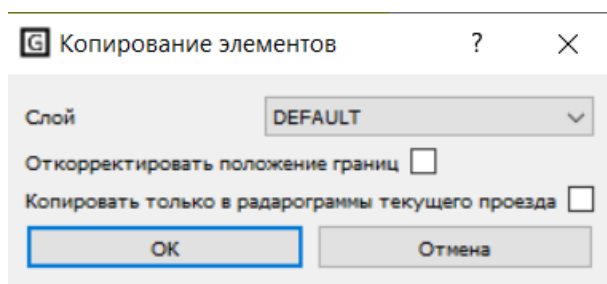 G Копирование элементов ? ×
Слой DEFAULT
Откорректировать положение границ
Копировать только в радарограммы текущего проезда
OK Отмена